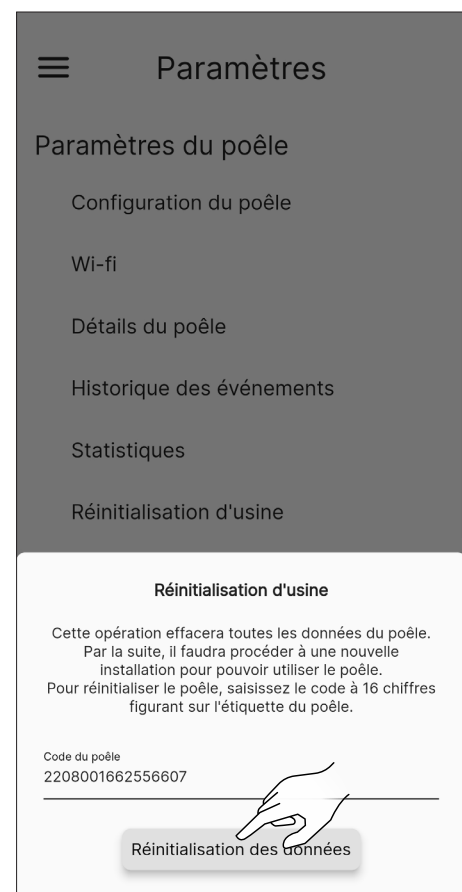 Paramètres
Paramètres du poêle
Configuration du poêle
Wi-fi
Détails du poêle
Historique des événements
Statistiques
Réinitialisation d'usine
Réinitialisation d'usine
Cette opération effacera toutes les données du poêle.
Par la suite, il faudra procéder à une nouvelle
installation pour pouvoir utiliser le poêle.
Pour réinitialiser le poêle, saisissez le code à 16 chiffres
figurant sur l'étiquette du poêle.
Code du poêle
2208001662556607
Réinitialisation des données